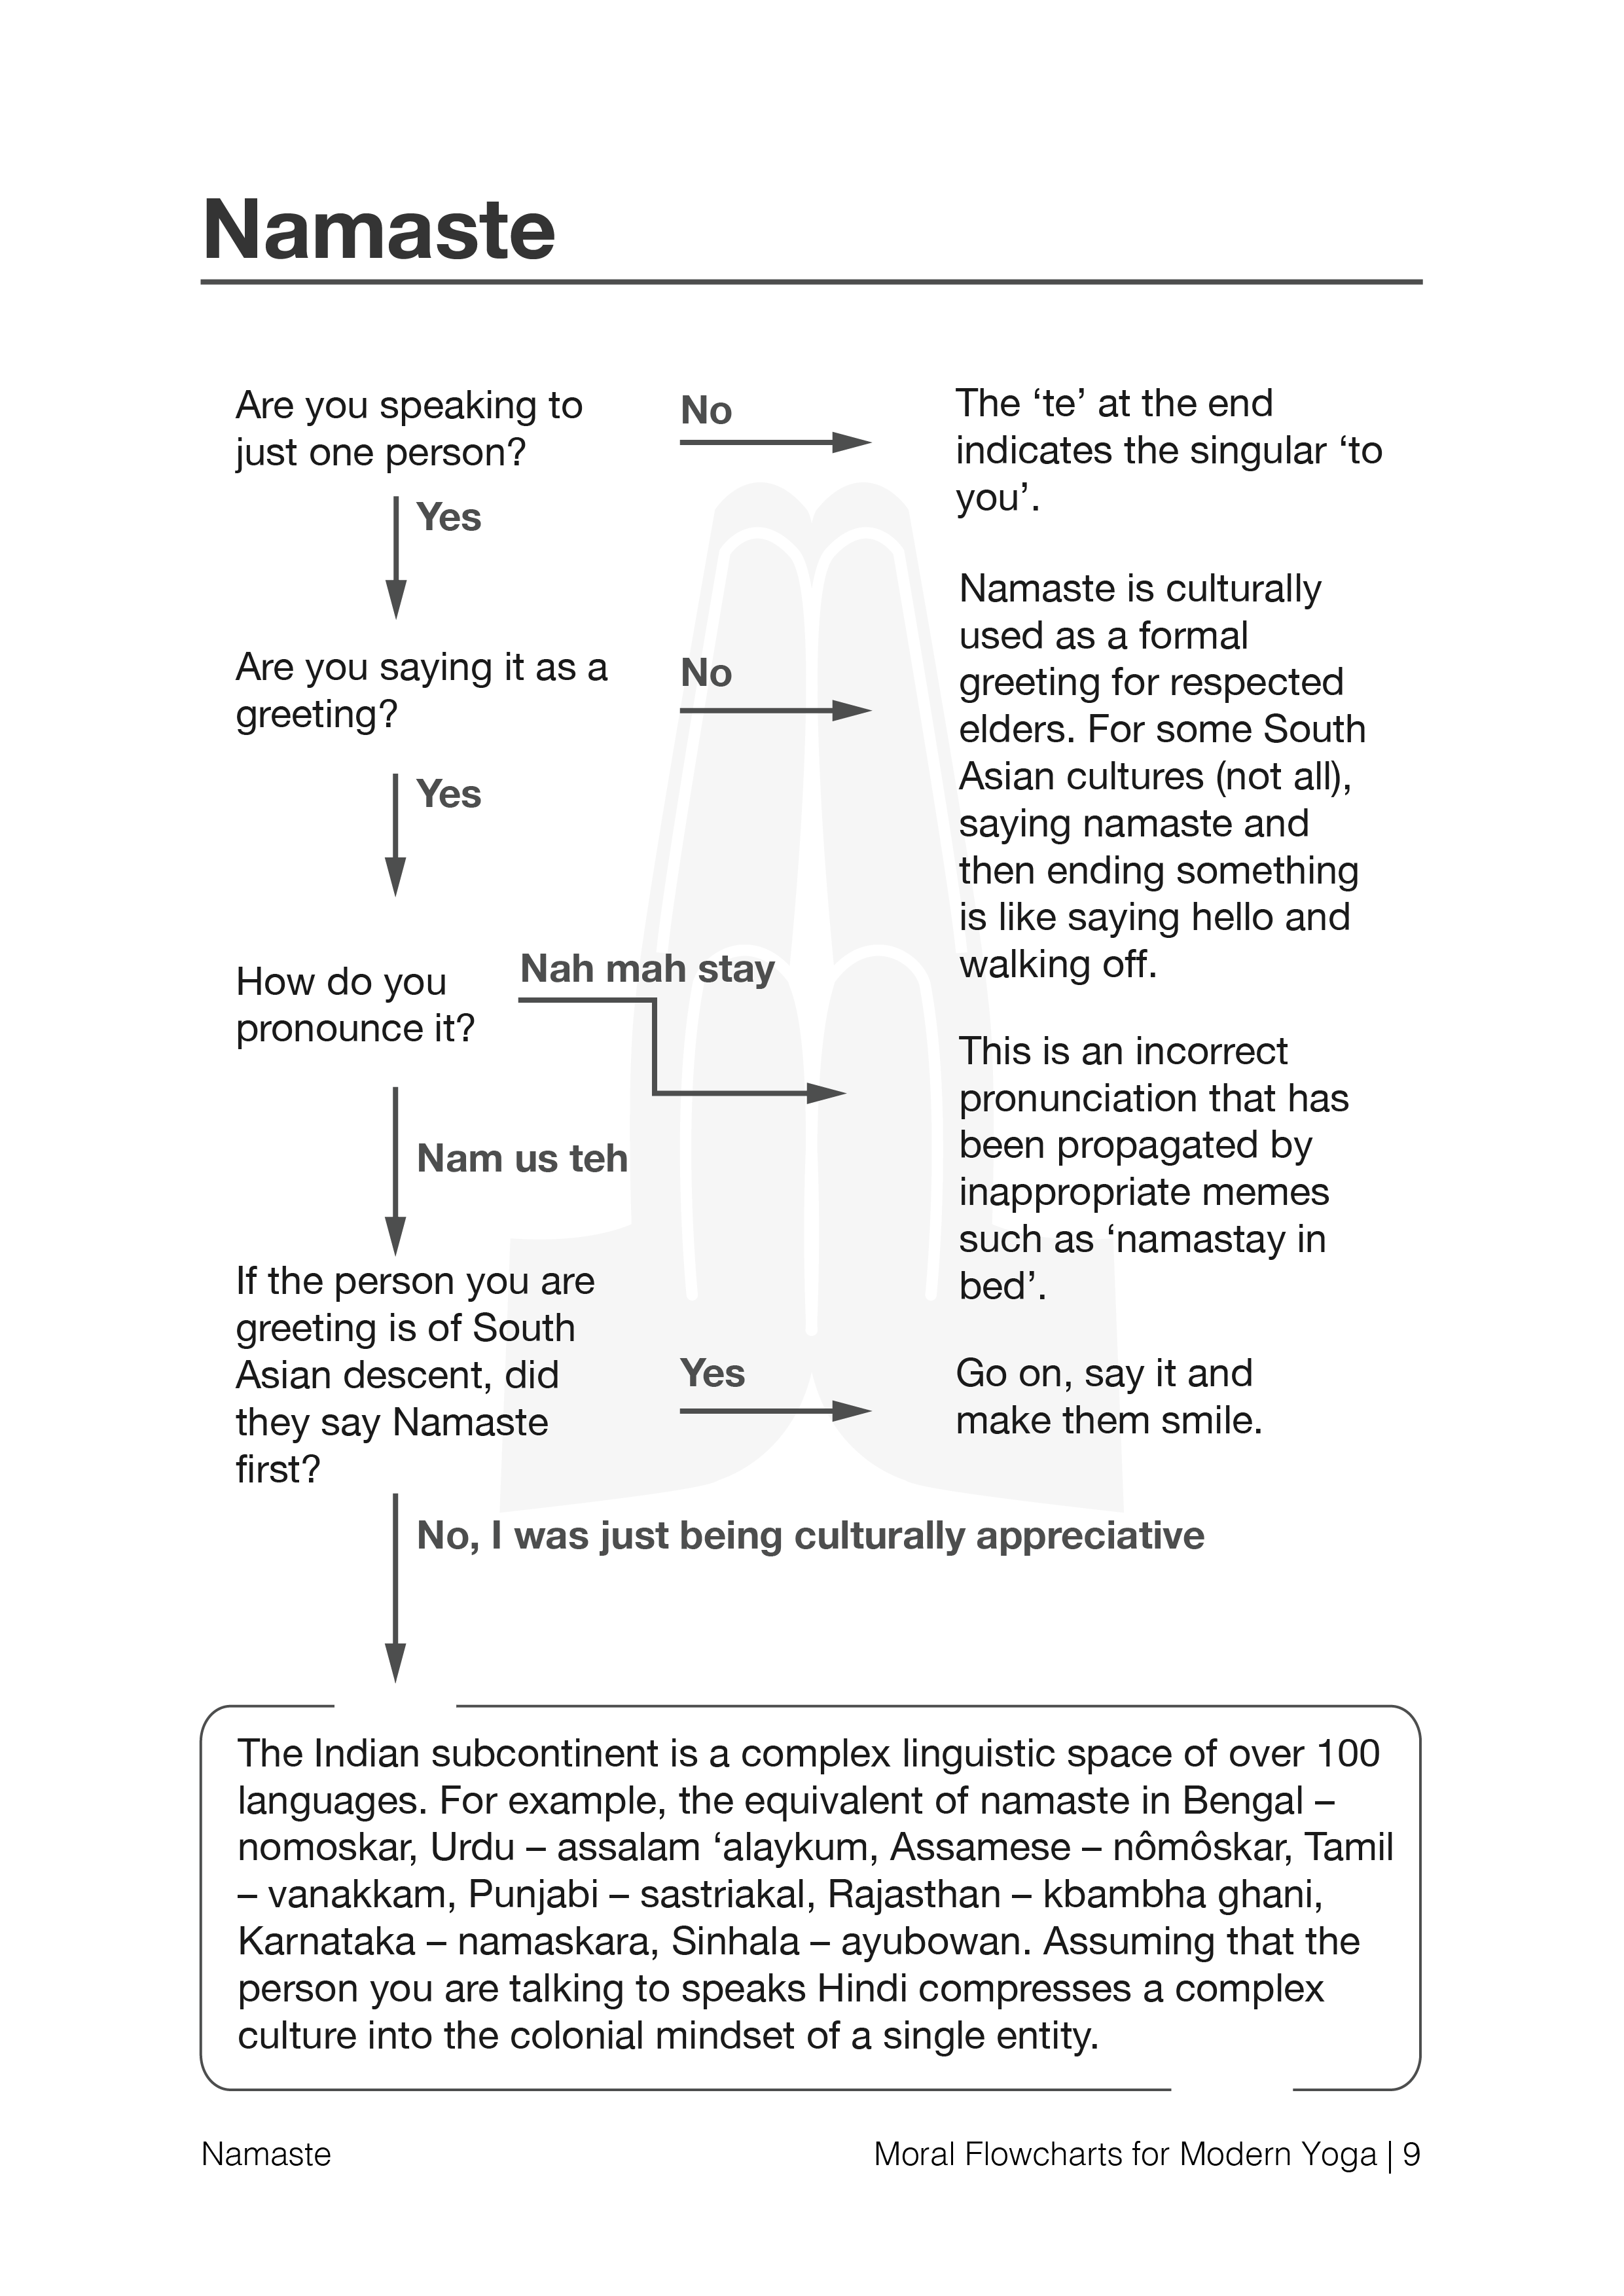 Namaste
Are you speaking to
just one person?
No
The ‘te’ at the end
indicates the singular ‘to
you’.
Yes
Are you saying it as a
greeting?
No
Namaste is culturally
used as a formal
greeting for respected
elders. For some South
Asian cultures (not all),
saying namaste and
then ending something
is like saying hello and
walking off.
Yes
How do you
pronounce it?
Nah mah stay
This is an incorrect
pronunciation that has
been propagated by
inappropriate memes
such as ‘namastay in
bed’.
Nam us teh
If the person you are
greeting is of South
Asian descent, did
they say Namaste
first?
Yes
Go on, say it and
make them smile.
No, I was just being culturally appreciative
The Indian subcontinent is a complex linguistic space of over 100
languages. For example, the equivalent of namaste in Bengal –
nomoskar, Urdu – assalam ‘alaykum, Assamese – nômôskar, Tamil
– vanakkam, Punjabi – sastriakal, Rajasthan – kbambha ghani,
Karnataka – namaskara, Sinhala – ayubowan. Assuming that the
person you are talking to speaks Hindi compresses a complex
culture into the colonial mindset of a single entity.
Namaste
Moral Flowcharts for Modern Yoga | 9